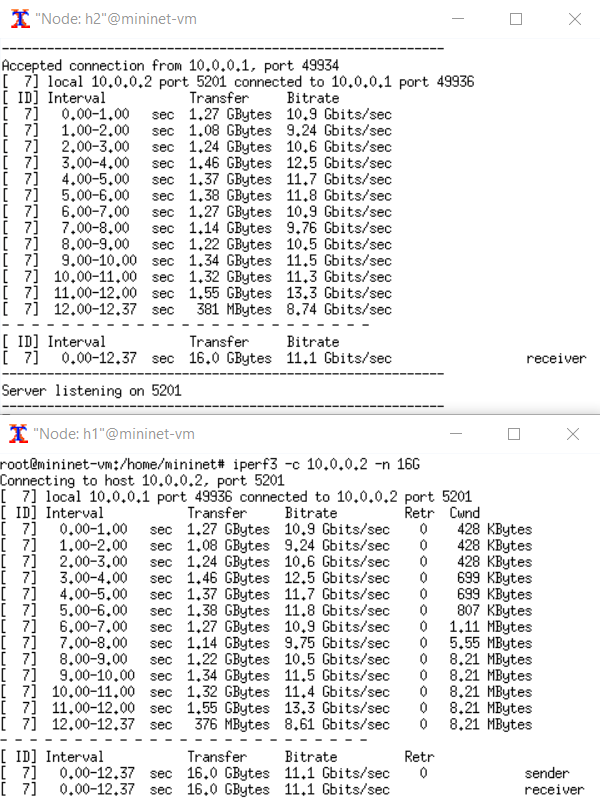 "Node: h2"@mininet-vm
-----------------------------------------------------------
Accepted connection from 10.0.0.1, port 49934
[  7] local 10.0.0.2 port 5201 connected to 10.0.0.1 port 49936
[ ID] Interval           Transfer     Bitrate
[  7]   0.00-1.00   sec  1.27 GBytes  10.9 Gbits/sec
[  7]   1.00-2.00   sec  1.08 GBytes  9.24 Gbits/sec
[  7]   2.00-3.00   sec  1.24 GBytes  10.6 Gbits/sec
[  7]   3.00-4.00   sec  1.46 GBytes  12.5 Gbits/sec
[  7]   4.00-5.00   sec  1.37 GBytes  11.7 Gbits/sec
[  7]   5.00-6.00   sec  1.38 GBytes  11.8 Gbits/sec
[  7]   6.00-7.00   sec  1.27 GBytes  10.9 Gbits/sec
[  7]   7.00-8.00   sec  1.14 GBytes  9.76 Gbits/sec
[  7]   8.00-9.00   sec  1.22 GBytes  10.5 Gbits/sec
[  7]   9.00-10.00  sec  1.34 GBytes  11.5 Gbits/sec
[  7]  10.00-11.00  sec  1.32 GBytes  11.3 Gbits/sec
[  7]  11.00-12.00  sec  1.55 GBytes  13.3 Gbits/sec
[  7]  12.00-12.37  sec   381 MBytes  8.74 Gbits/sec
- - - - - - - - - - - - - - - - - - - - - - - - -
[ ID] Interval           Transfer     Bitrate
[  7]   0.00-12.37  sec  16.0 GBytes  11.1 Gbits/sec                  receiver
-----------------------------------------------------------
Server listening on 5201
-----------------------------------------------------------
"Node: h1"@mininet-vm
root@mininet-vm:/home/mininet# iperf3 -c 10.0.0.2 -n 16G
Connecting to host 10.0.0.2, port 5201
[  7] local 10.0.0.1 port 49936 connected to 10.0.0.2 port 5201
[ ID] Interval           Transfer     Bitrate         Retr  Cwnd
[  7]   0.00-1.00   sec  1.27 GBytes  10.9 Gbits/sec    0    428 KBytes
[  7]   1.00-2.00   sec  1.08 GBytes  9.24 Gbits/sec    0    428 KBytes
[  7]   2.00-3.00   sec  1.24 GBytes  10.6 Gbits/sec    0    428 KBytes
[  7]   3.00-4.00   sec  1.46 GBytes  12.5 Gbits/sec    0    699 KBytes
[  7]   4.00-5.00   sec  1.37 GBytes  11.7 Gbits/sec    0    699 KBytes
[  7]   5.00-6.00   sec  1.38 GBytes  11.8 Gbits/sec    0    807 KBytes
[  7]   6.00-7.00   sec  1.27 GBytes  10.9 Gbits/sec    0   1.11 MBytes
[  7]   7.00-8.00   sec  1.14 GBytes  9.75 Gbits/sec    0   5.55 MBytes
[  7]   8.00-9.00   sec  1.22 GBytes  10.5 Gbits/sec    0   8.21 MBytes
[  7]   9.00-10.00  sec  1.34 GBytes  11.5 Gbits/sec    0   8.21 MBytes
[  7]  10.00-11.00  sec  1.32 GBytes  11.4 Gbits/sec    0   8.21 MBytes
[  7]  11.00-12.00  sec  1.55 GBytes  13.3 Gbits/sec    0   8.21 MBytes
[  7]  12.00-12.37  sec   376 MBytes  8.61 Gbits/sec    0   8.21 MBytes
- - - - - - - - - - - - - - - - - - - - - - - - -
[ ID] Interval           Transfer     Bitrate         Retr
[  7]   0.00-12.37  sec  16.0 GBytes  11.1 Gbits/sec    0             sender
[  7]   0.00-12.37  sec  16.0 GBytes  11.1 Gbits/sec                  receiver